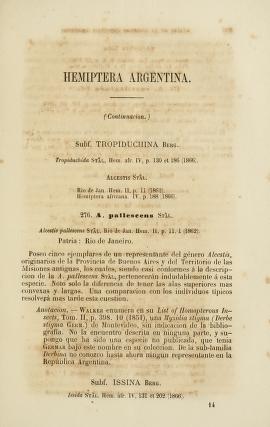 HEMIPTERA ARGENTINA.
(Continuacion.)
Subf. TROPIDUCHINA BERG.
Tropiduchida STÅL, Hem. afr. IV, p. 130 et 186 (1866).
ALCESTIS STÅL.
Rio de Jan. Hem. II, p. 11 (1862).
Hemiptera africana. IV. p. 188 (1866).
276. A. pallescens STÅL.
Alcestis pallescens STÅL, Rio de Jan. Hem. II, p. 11, 1 (1862).
Patria: Rio de Janeiro.
Poseo cinco ejemplares de un representante del género Alcestis,
originarios de la Provincia de Buenos Aires y del Territorio de las
Misiones antiguas, los cuales, siendo casi conformes á la descrip-
cion de la A. pallescens STÅL, pertenecerán indudablemente á esta
especie. Noto solo la diferencia de tener las alas superiores mas
convexas y largas. Una comparacion con los individuos típicos
resolverá mas tarde esta cuestion.
Anotacion. — WALKER enumera en su List of Homopterous In-
sects, Tom. II, p. 398. 10 (1851), una Mysidia stigma (Derbe
stigma GERM.) de Montevideo, sin indicacion de la biblio-
grafía. No la encuentro descrita en ninguna parte, y su-
pongo que ha sido una especie no publicada, que tenia
GERMAR bajo este nombre en su coleccion. De la sub-familia
Derbina no conozco hasta ahora ningun representante en la
República Argentina.
Subf. ISSINA BERG.
Issida STÅL, Hem. afr. IV, 131 et 202 (1866).
14